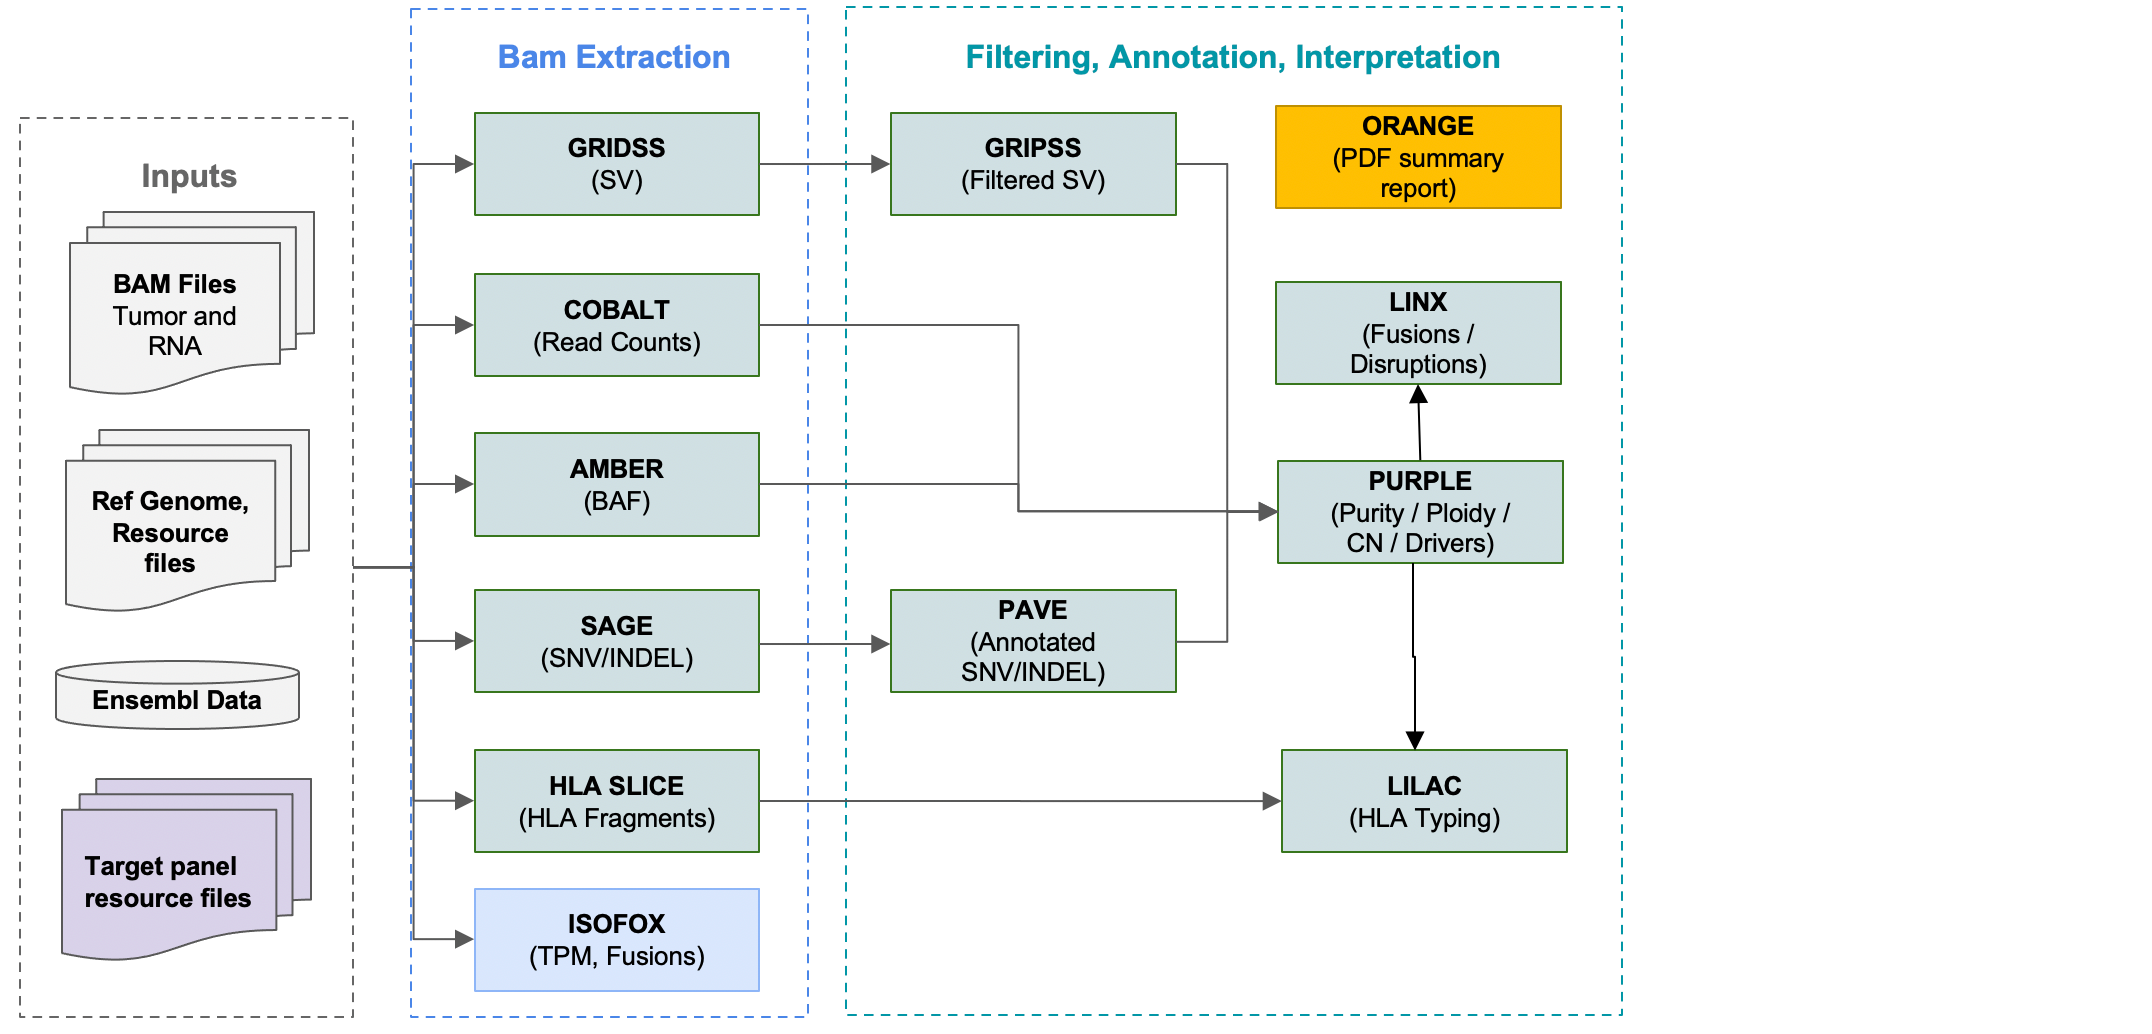 Inputs
BAM Files
Tumor and
RNA
Ref Genome,
Resource
files
Ensembl Data
Target panel
resource files
Bam Extraction
GRIDSS
(SV)
COBALT
(Read Counts)
AMBER
(BAF)
SAGE
(SNV/INDEL)
HLA SLICE
(HLA Fragments)
ISOFOX
(TPM, Fusions)
Filtering, Annotation, Interpretation
GRIPSS
(Filtered SV)
PAVE
(Annotated
SNV/INDEL)
ORANGE
(PDF summary
report)
LINX
(Fusions /
Disruptions)
PURPLE
(Purity / Ploidy /
CN / Drivers)
LILAC
(HLA Typing)